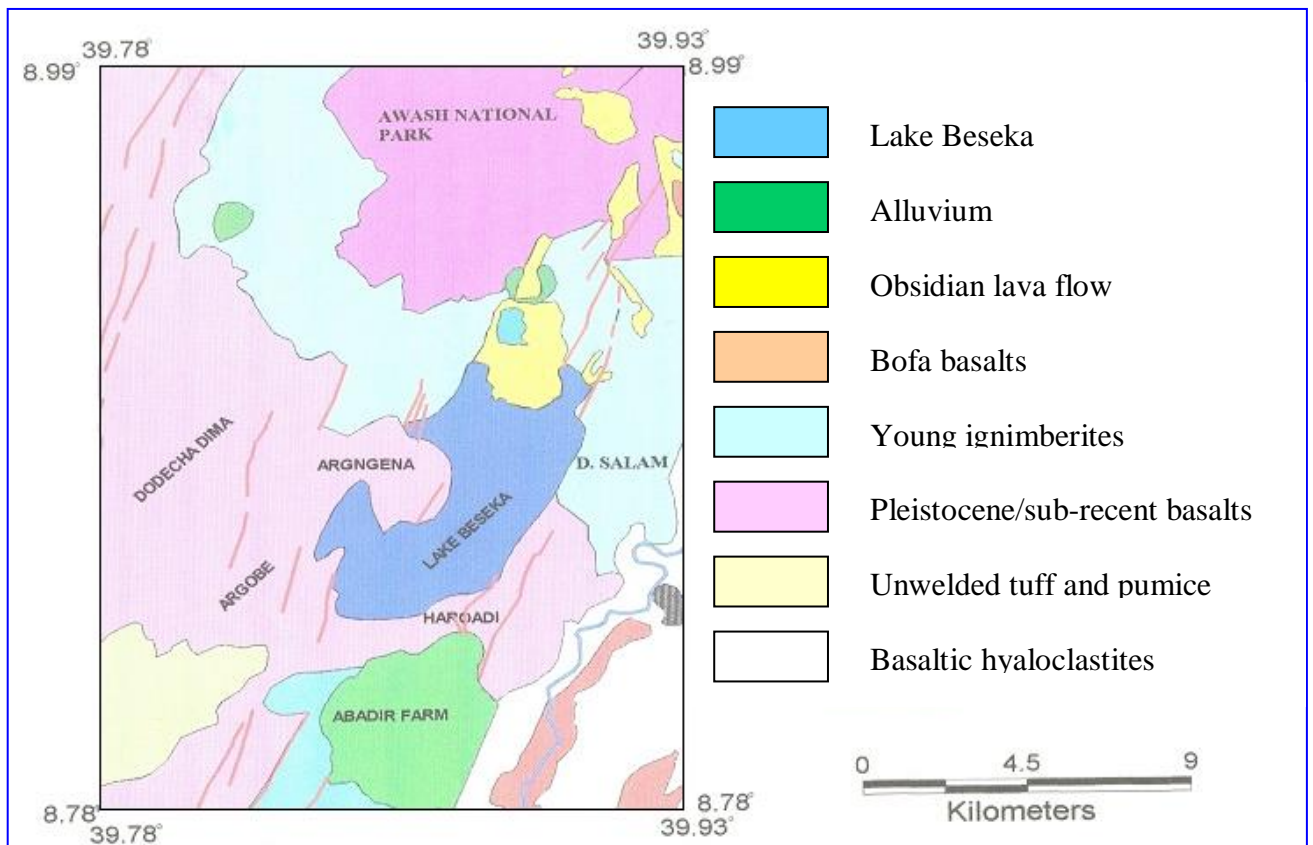 39.78°
39.93°
8.99°
8.99°
AWASH NATIONAL
PARK
DODECHA DIMA
ARGNGENA
D. SALAM
LAKE BESEKA
ARGOBE
HAROADI
ABADIR FARM
8.78°
8.78°
39.78°
39.93°
Lake Beseka
Alluvium
Obsidian lava flow
Bofa basalts
Young ignimberites
Pleistocene/sub-recent basalts
Unwelded tuff and pumice
Basaltic hyaloclastites
0 4.5 9
Kilometers